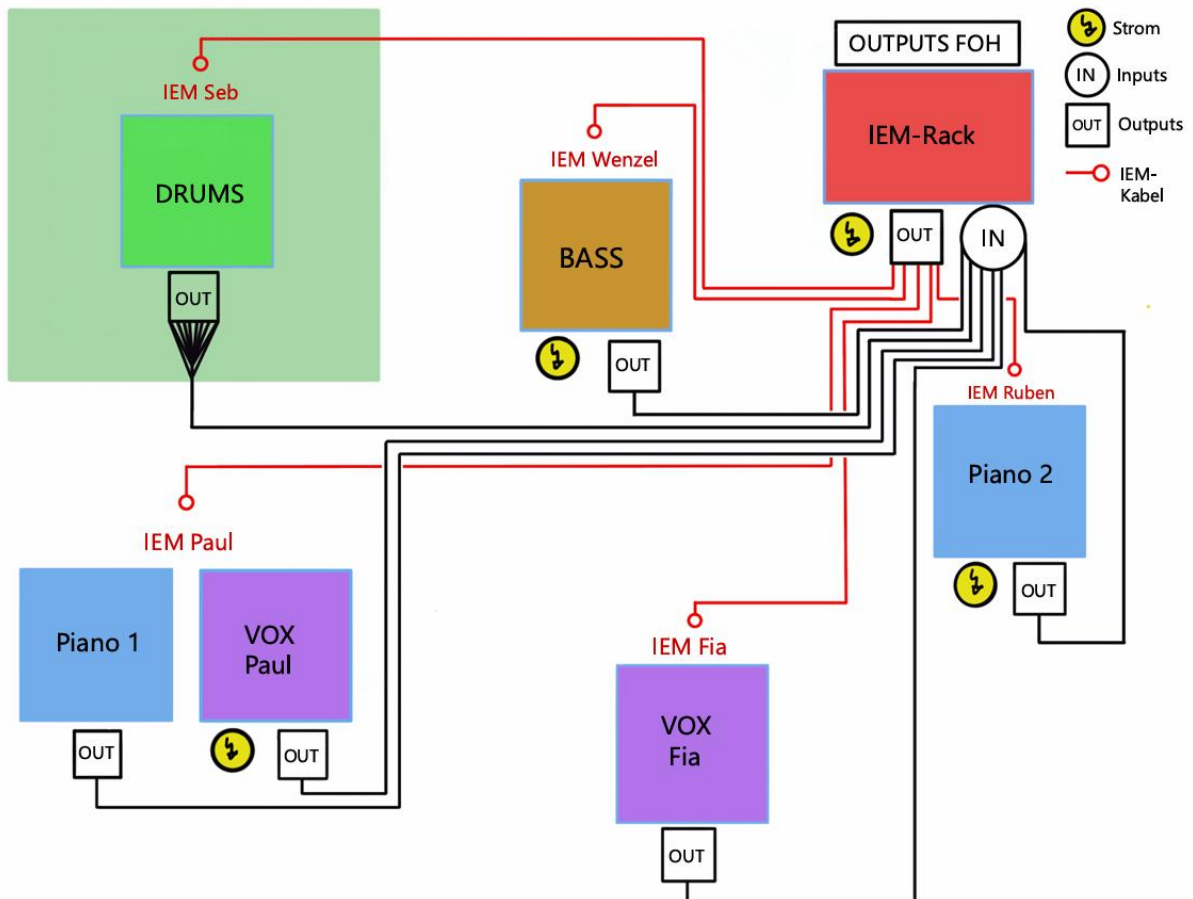 OUTPUTS FOH
Strom
IEM Seb
IN
Inputs
DRUMS
IEM Wenzel
IEM-Rack
OUT
Outputs
IEM-
Kabel
BASS
OUT
IN
OUT
OUT
IEM Ruben
Piano 2
IEM Paul
OUT
Piano 1
VOX
Paul
IEM Fia
VOX
Fia
OUT
OUT
OUT